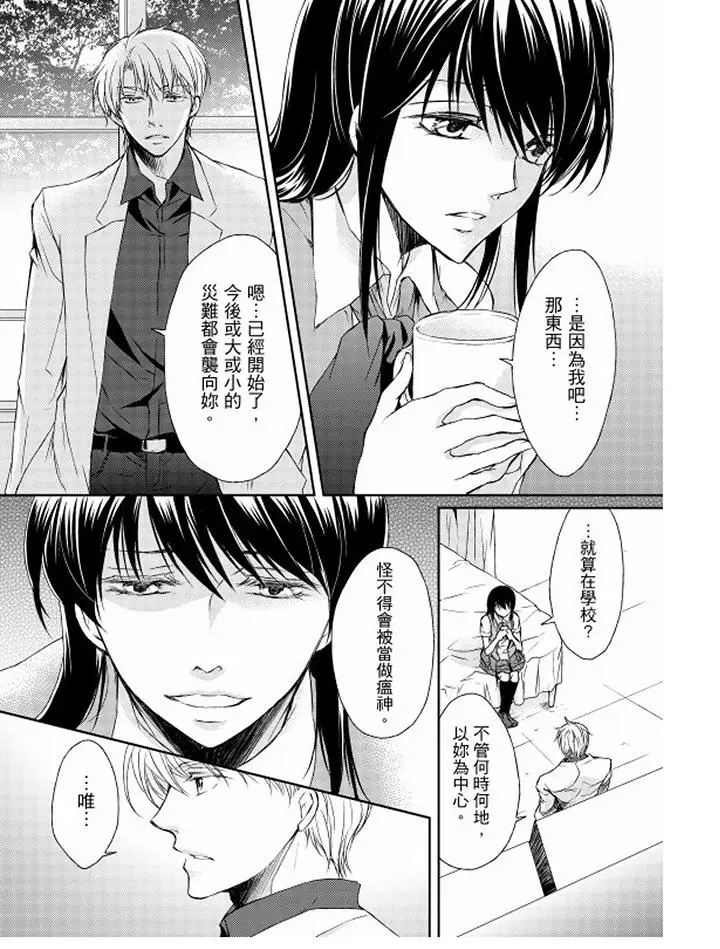 …是因為我吧…
那東西…
嗯…已經開始了，
今後或大或小的
災難都會襲向妳。
…就算在學校？
不管何時何地，
以妳為中心。
怪不得會被當做瘟神。
…唯…